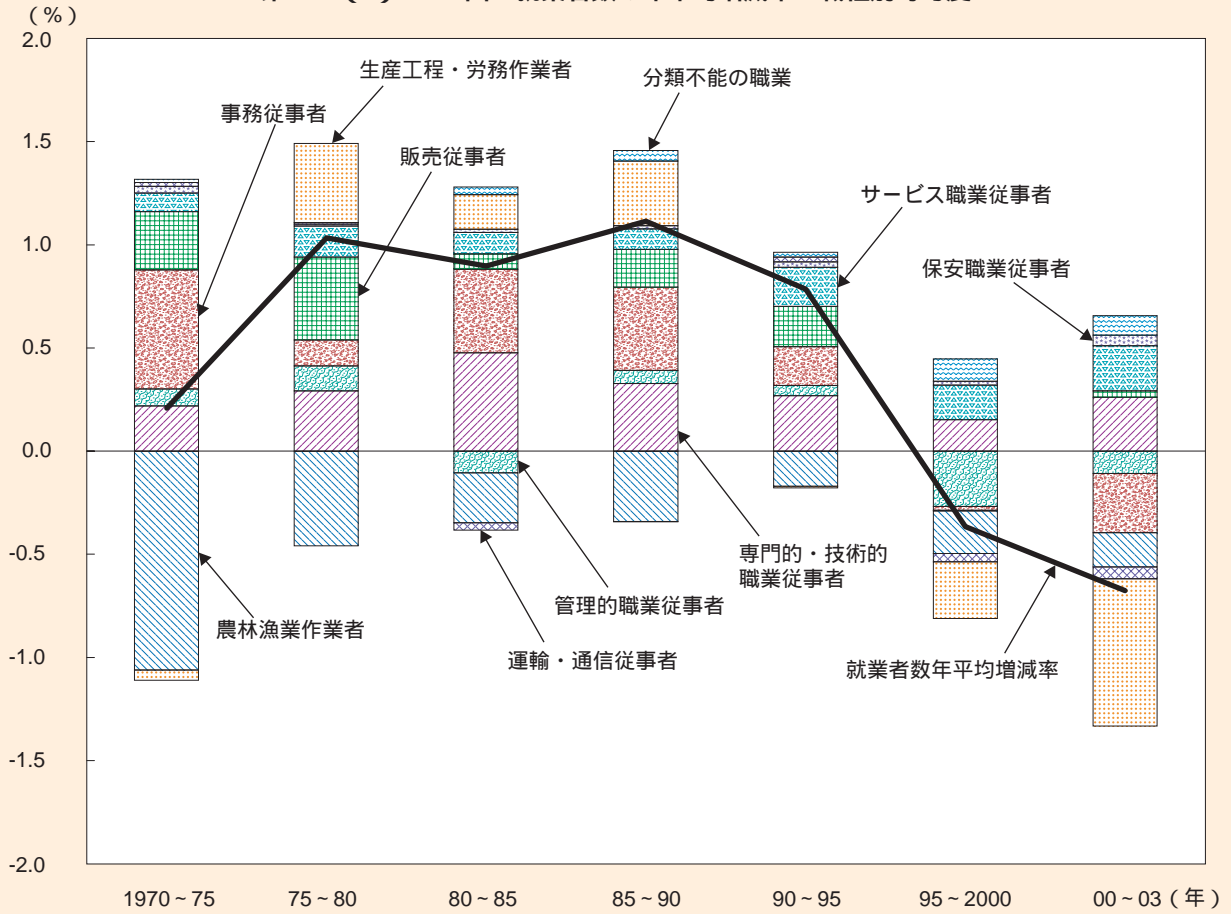 (％)
2.0
生産工程・労務作業者
分類不能の職業
事務従事者
1.5
販売従事者
サービス職業従事者
1.0
保安職業従事者
0.5
0.0
-0.5
専門的・技術的
職業従事者
管理的職業従事者
農林漁業作業者
運輸・通信従事者
就業者数年平均増減率
-1.0
-1.5
-2.0
1970～75 75～80 80～85 85～90 90～95 95～2000 00～03（年）